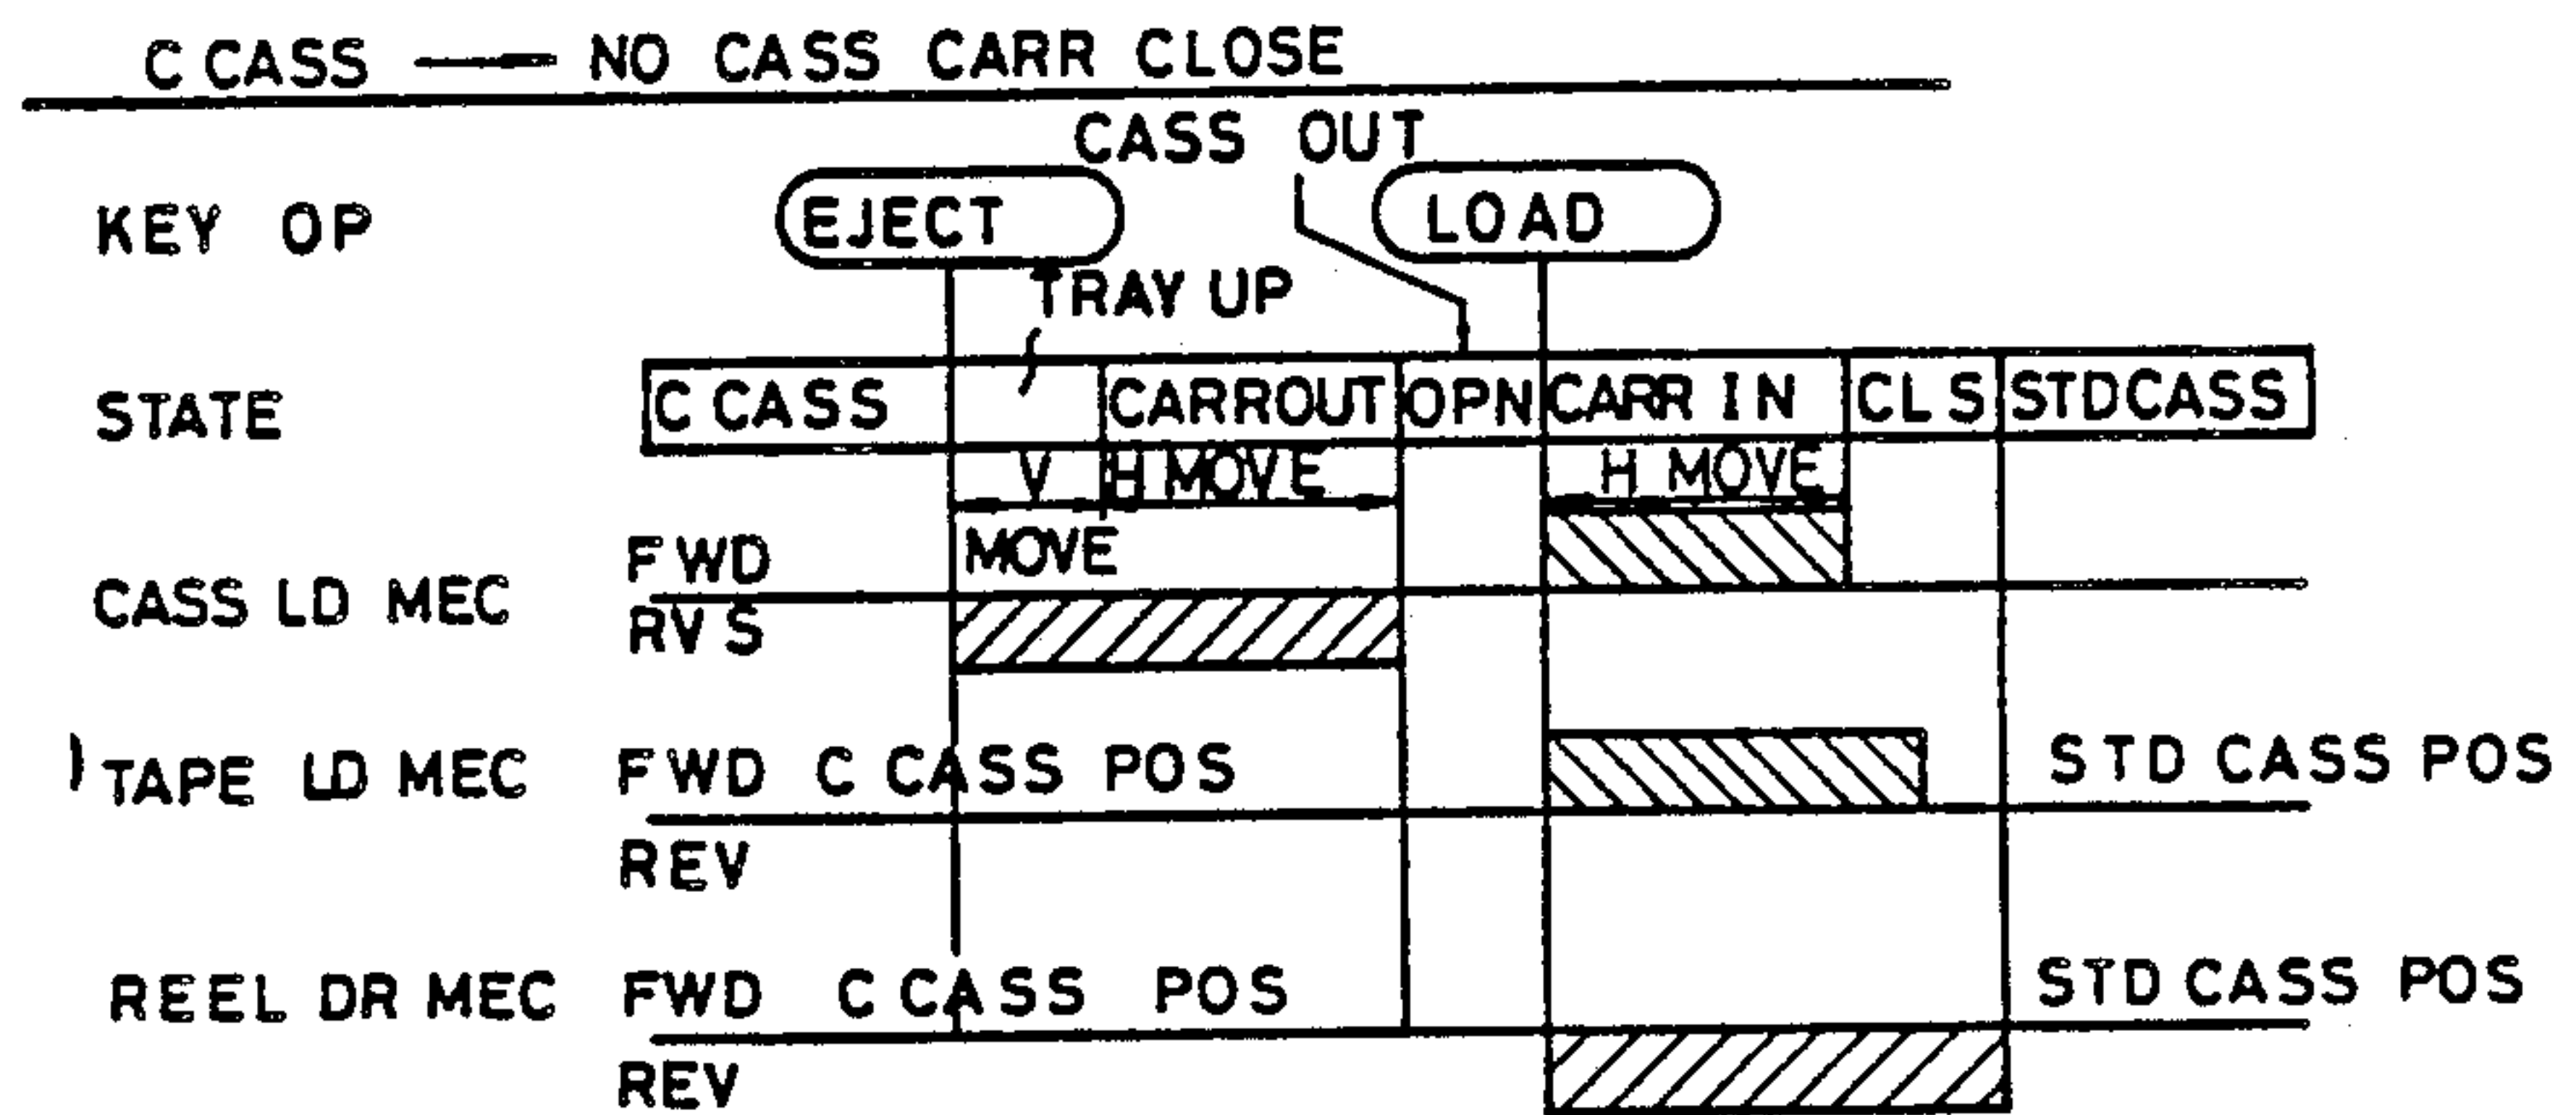 C CASS — NO CASS CARR CLOSE
CASS OUT
KEY OP EJECT LOAD
TRAY UP
STATE C CASS CARROUT OPN CARR IN CLS STDCASS
V H MOVE H MOVE
MOVE
CASS LD MEC FWD
RVS
TAPE LD MEC FWD C CASS POS STD CASS POS
REV
REEL DR MEC FWD C CASS POS STD CASS POS
REV